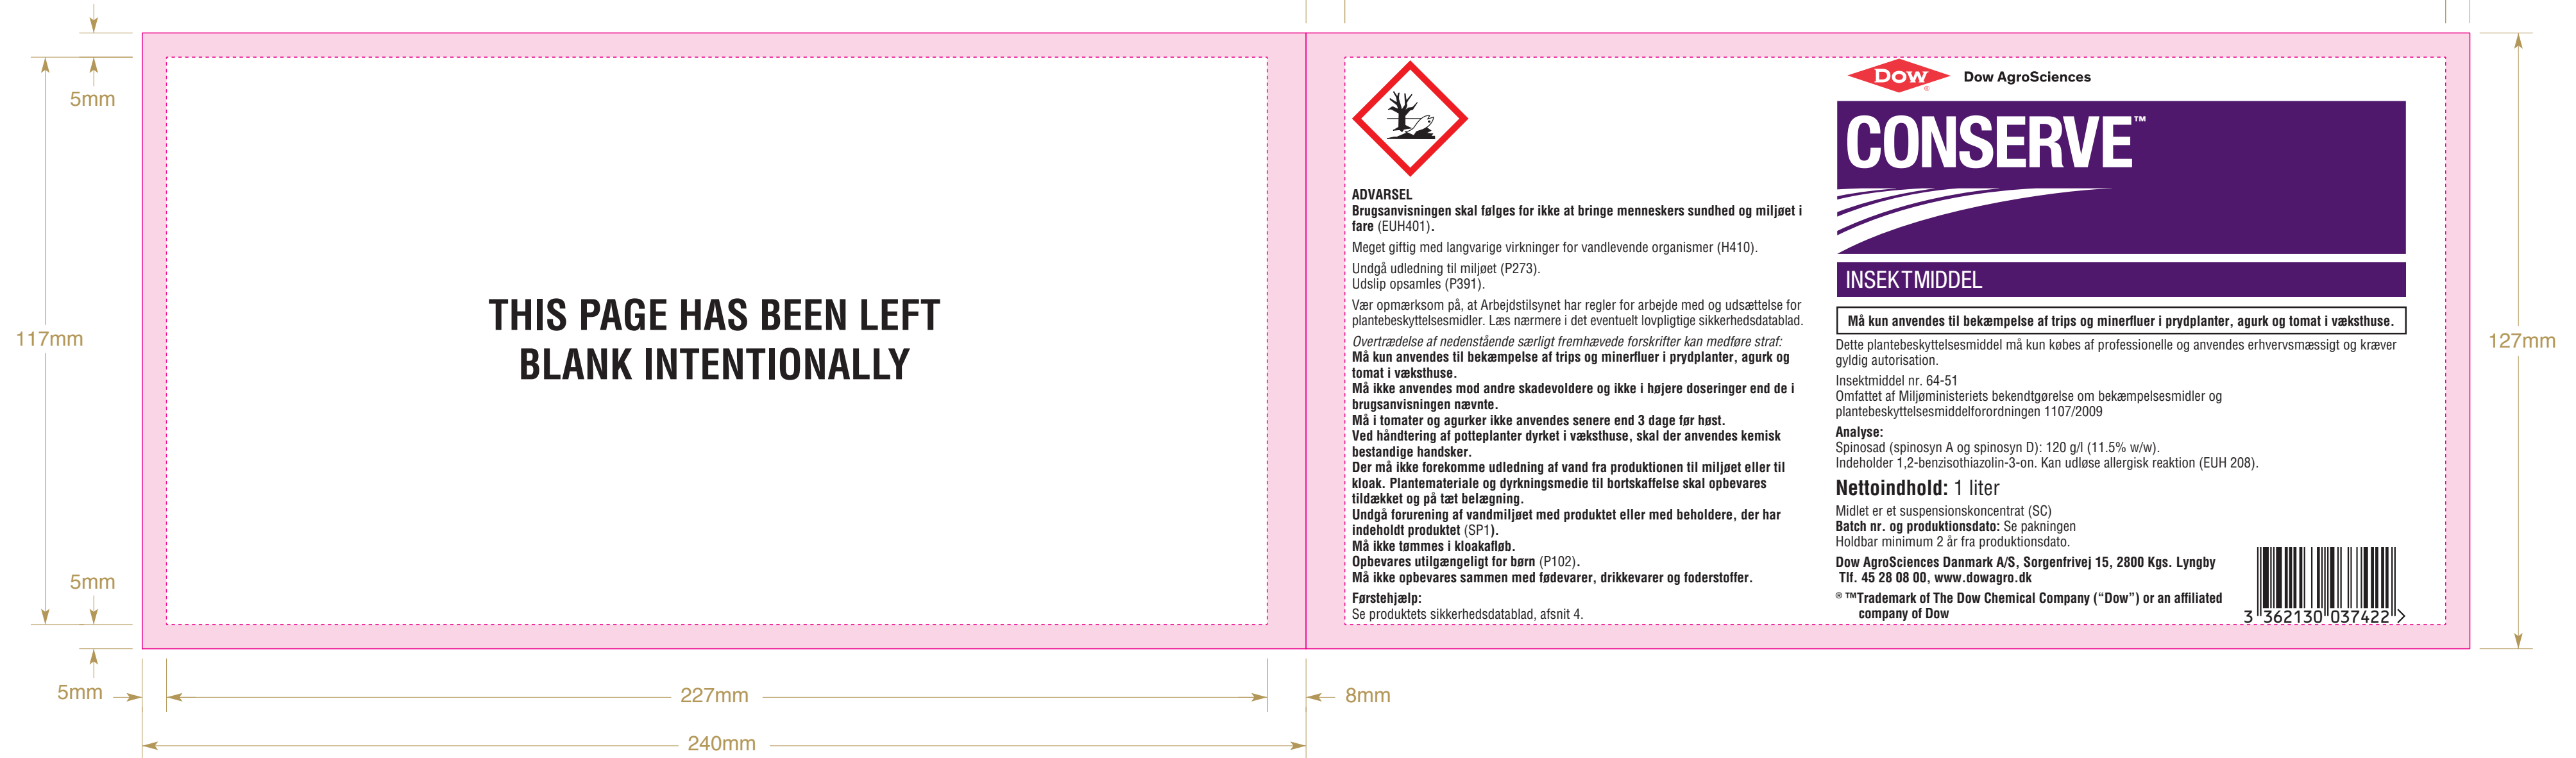 5mm
117mm
5mm
5mm
THIS PAGE HAS BEEN LEFT
BLANK INTENTIONALLY
227mm
240mm
8mm
ADVARSEL
Brugsanvisningen skal følges for ikke at bringe menneskers sundhed og miljøet i
fare (EUH401).
Meget giftig med langvarige virkninger for vandlevende organismer (H410).
Undgå udledning til miljøet (P273).
Udslip opsamles (P391).
Vær opmærksom på, at Arbejdstilsynet har regler for arbejde med og udsættelse for
plantebeskyttelsesmidler. Læs nærmere i det eventuelt lovpligtige sikkerhedsdatablad.
Overtrædelse af nedenstående særligt fremhævede forskrifter kan medføre straf:
Må kun anvendes til bekæmpelse af trips og minerfluer i prydplanter, agurk og
tomat i væksthuse.
Må ikke anvendes mod andre skadevoldere og ikke i højere doseringer end de i
brugsanvisningen nævnte.
Må i tomater og agurker ikke anvendes senere end 3 dage før høst.
Ved håndtering af potteplanter dyrket i væksthuse, skal der anvendes kemisk
bestandige handsker.
Der må ikke forekomme udledning af vand fra produktionen til miljøet eller til
kloak. Plantemateriale og dyrkningsmedie til bortskaffelse skal opbevares
tildækket og på tæt belægning.
Undgå forurening af vandmiljøet med produktet eller med beholdere, der har
indeholdt produktet (SP1).
Må ikke tømmes i kloakafløb.
Opbevares utilgængeligt for børn (P102).
Må ikke opbevares sammen med fødevarer, drikkevarer og foderstoffer.
Førstehjælp:
Se produktets sikkerhedsdatablad, afsnit 4.
Dow ® Dow AgroSciences
CONSERVE™
INSEKTMIDDEL
Må kun anvendes til bekæmpelse af trips og minerfluer i prydplanter, agurk og tomat i væksthuse.
Dette plantebeskyttelsesmiddel må kun købes af professionelle og anvendes erhvervsmæssigt og kræver
gyldig autorisation.
Insektmiddel nr. 64-51
Omfattet af Miljøministeriets bekendtgørelse om bekæmpelsesmidler og
plantebeskyttelsesmiddelforordningen 1107/2009
Analyse:
Spinosad (spinosyn A og spinosyn D): 120 g/l (11.5% w/w).
Indeholder 1,2-benzisothiazolin-3-on. Kan udløse allergisk reaktion (EUH 208).
Nettoindhold: 1 liter
Midlet er et suspensionskoncentrat (SC)
Batch nr. og produktionsdato: Se pakningen
Holdbar minimum 2 år fra produktionsdato.
Dow AgroSciences Danmark A/S, Sorgenfrivej 15, 2800 Kgs. Lyngby
Tlf. 45 28 08 00, www.dowagro.dk
® ™Trademark of The Dow Chemical Company (“Dow”) or an affiliated
company of Dow
3 362130 037422 >
127mm